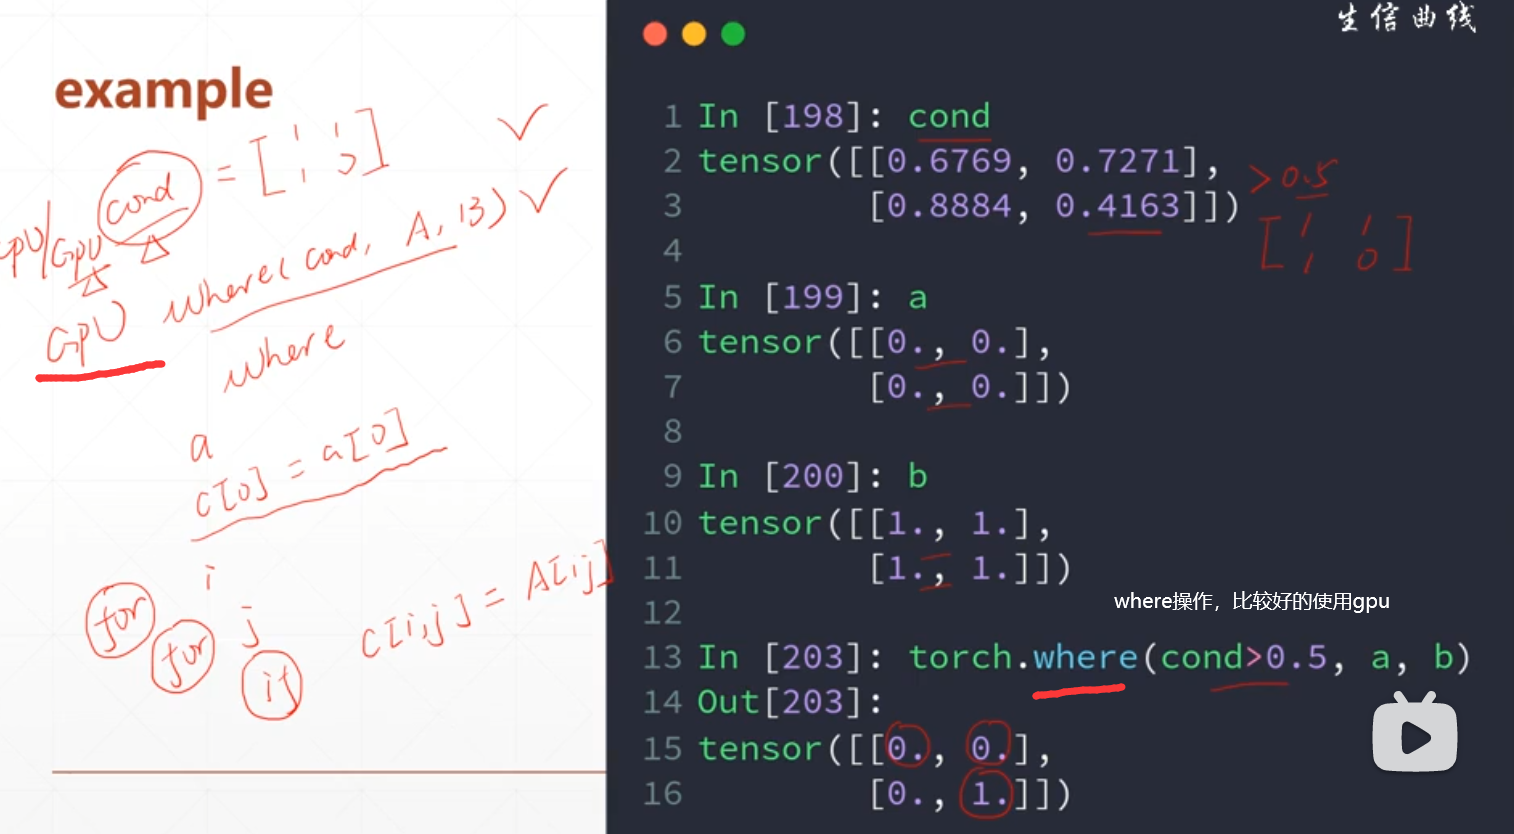 生信曲线
example
cond = [1 1
1 0]
CPU/GPU
GPU where(cond, A, B)
where
a
c[0] = a[0]
i
for
for j
if
C[i,j] = A[ij]
1 In [198]: cond
2 tensor([[0.6769, 0.7271],
3 [0.8884, 0.4163]])
>0.5
[1 1
1 0]
4
5 In [199]: a
6 tensor([[0., 0.],
7 [0., 0.]])
8
9 In [200]: b
10 tensor([[1., 1.],
11 [1., 1.]])
where操作，比较好的使用gpu
12
13 In [203]: torch.where(cond>0.5, a, b)
14 Out[203]:
15 tensor([[0., 0.],
16 [0., 1.]])